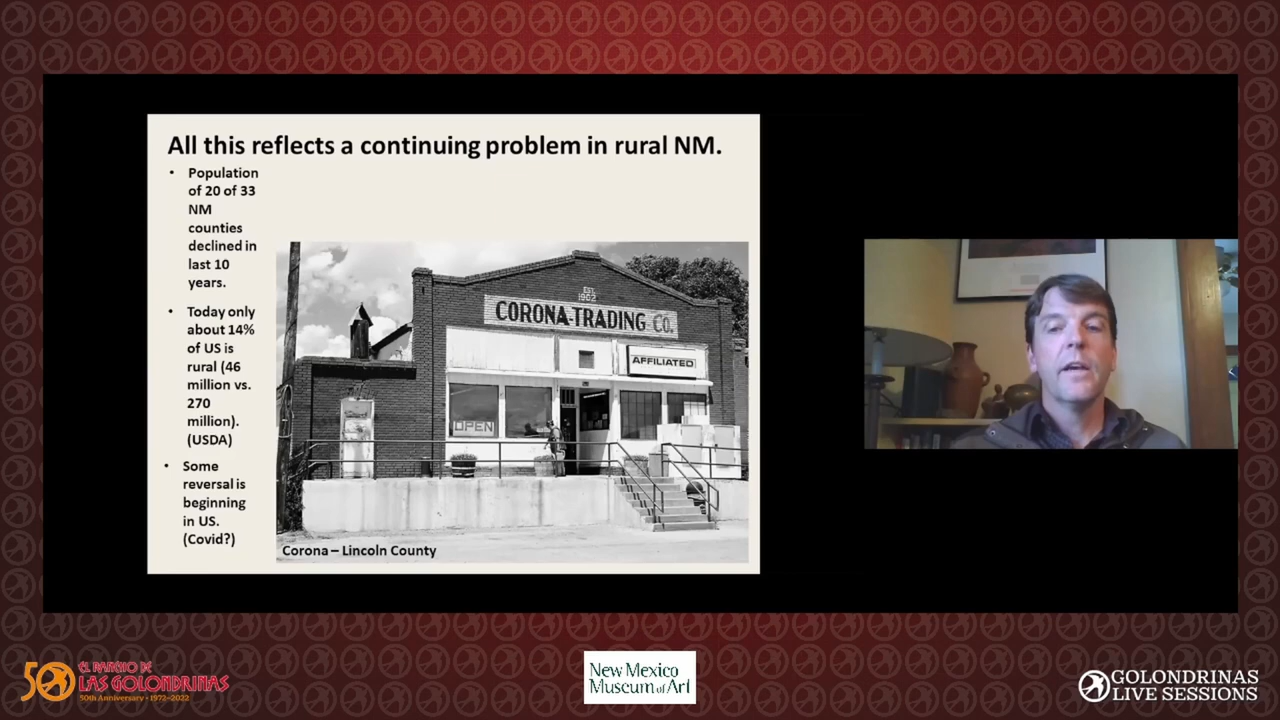 All this reflects a continuing problem in rural NM.
• Population
of 20 of 33
NM
counties
declined in
last 10
years.
• Today only
about 14%
of US is
rural (46
million vs.
270
million).
(USDA)
• Some
reversal is
beginning
in US.
(Covid?)
EST.
1902
CORONA-TRADING CO.
AFFILIATED
OPEN
Corona – Lincoln County
50 EL RANCHO DE
LAS GOLONDRINAS
50th Anniversary • 1972-2022
New Mexico
Museum of Art
GOLONDRINAS
LIVE SESSIONS